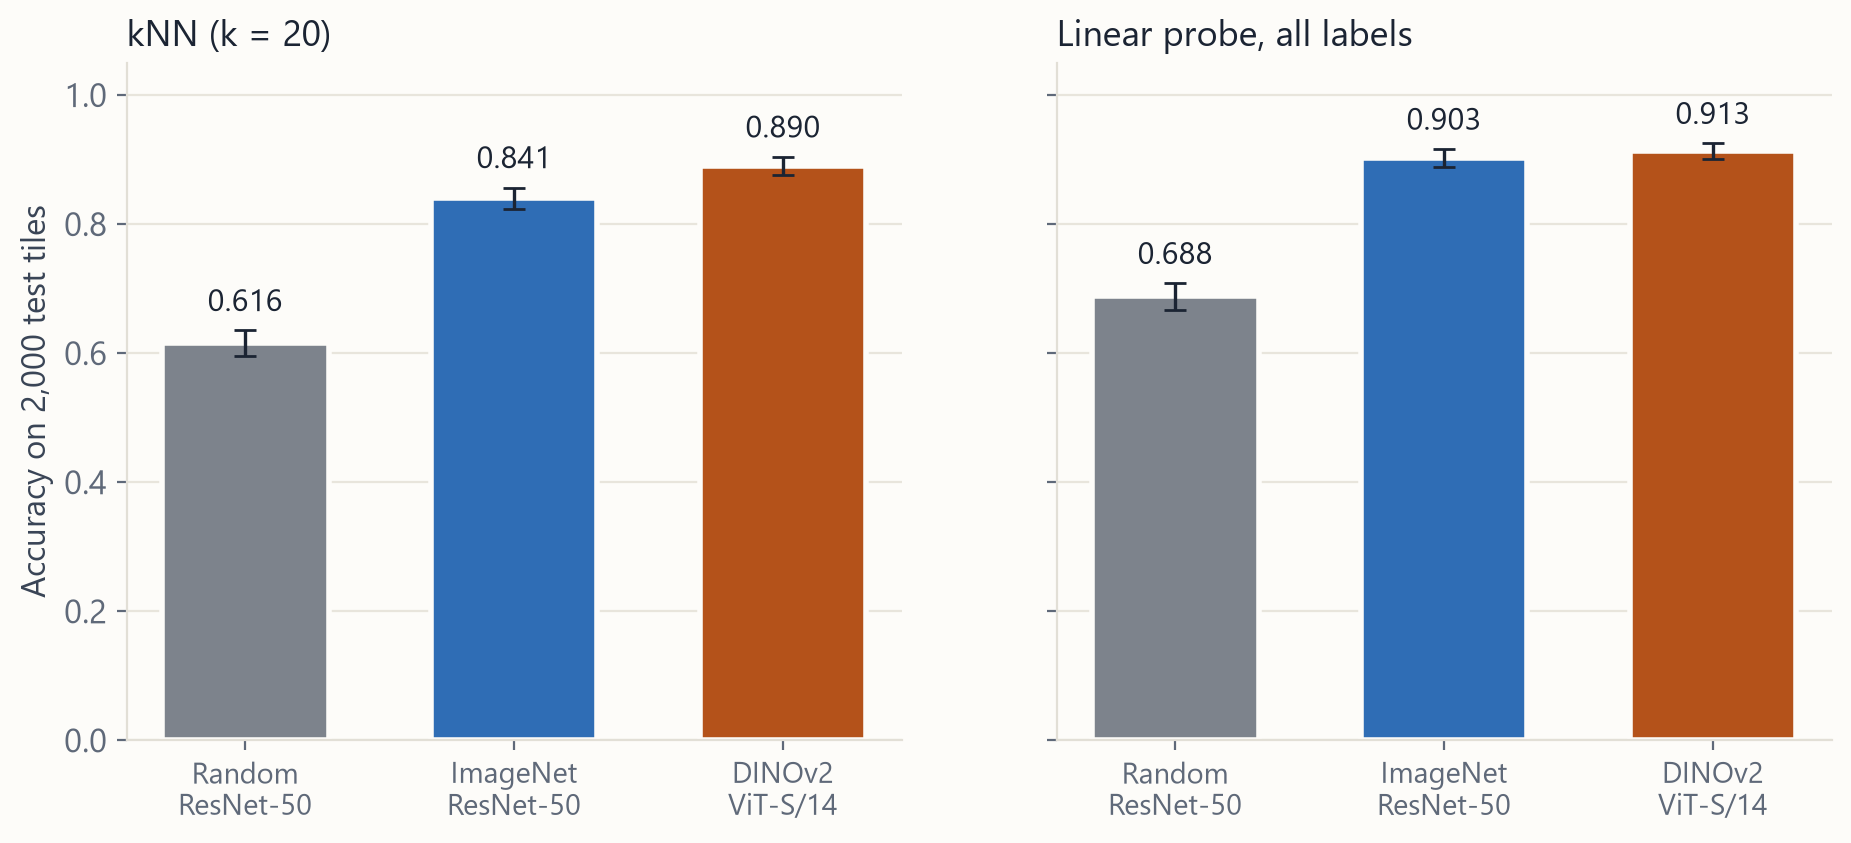 kNN (k = 20)
Accuracy on 2,000 test tiles
1.0
0.8
0.6
0.4
0.2
0.0
0.616
0.841
0.890
Random
ResNet-50
ImageNet
ResNet-50
DINOv2
ViT-S/14
Linear probe, all labels
0.688
0.903
0.913
Random
ResNet-50
ImageNet
ResNet-50
DINOv2
ViT-S/14